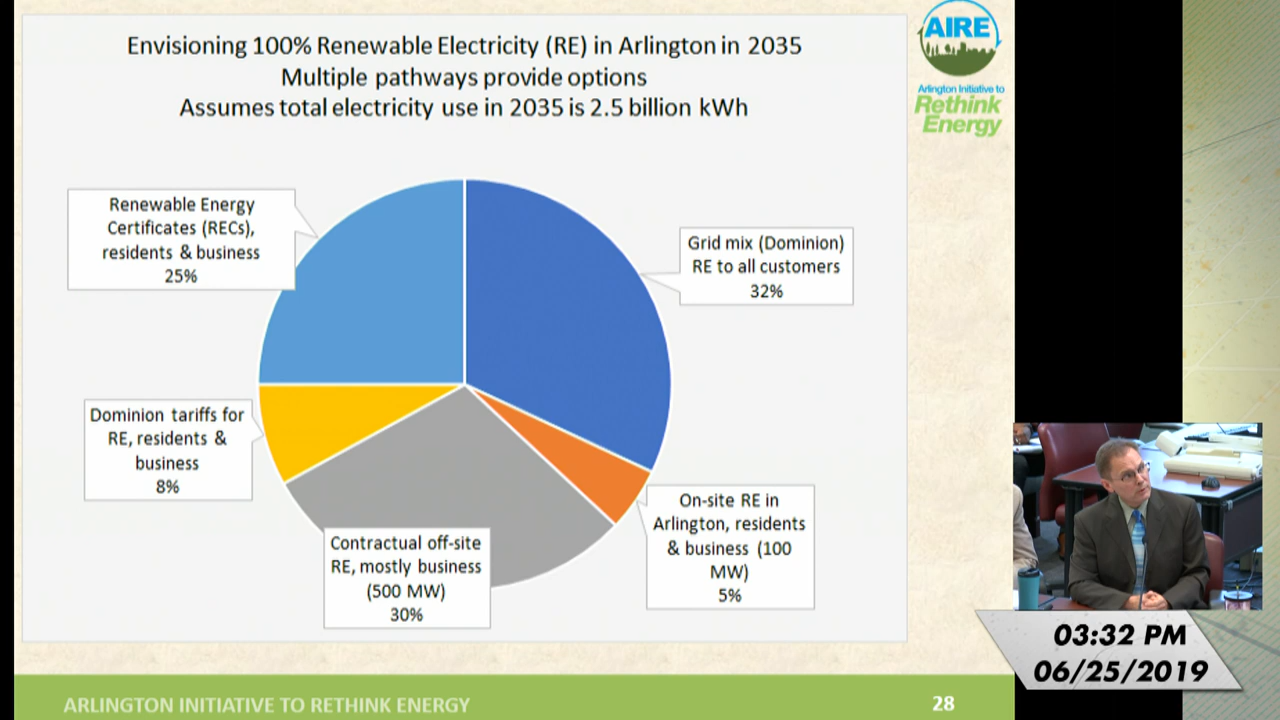 Envisioning 100% Renewable Electricity (RE) in Arlington in 2035
Multiple pathways provide options
Assumes total electricity use in 2035 is 2.5 billion kWh
AIRE
Arlington Initiative to
Rethink
Energy
Renewable Energy
Certificates (RECs),
residents & business
25%
Grid mix (Dominion)
RE to all customers
32%
Dominion tariffs for
RE, residents &
business
8%
On-site RE in
Arlington, residents
& business (100
MW)
5%
Contractual off-site
RE, mostly business
(500 MW)
30%
03:32 PM
06/25/2019
ARLINGTON INITIATIVE TO RETHINK ENERGY
28